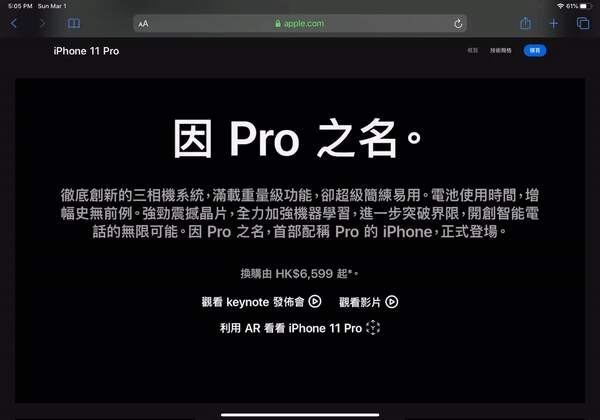 5:05 PM Sun Mar 1
61%
AA
apple.com
iPhone 11 Pro
概覽 技術規格 購買
因 Pro 之名。
徹底創新的三相機系統,滿載重量級功能,卻超級簡練易用。電池使用時間,增
幅史無前例。強勁震撼晶片,全力加強機器學習,進一步突破界限,開創智能電
話的無限可能。因 Pro 之名,首部配稱 Pro 的 iPhone,正式登場。
換購由 HK$6,599 起*。
觀看 keynote 發佈會 觀看影片
利用 AR 看看 iPhone 11 Pro